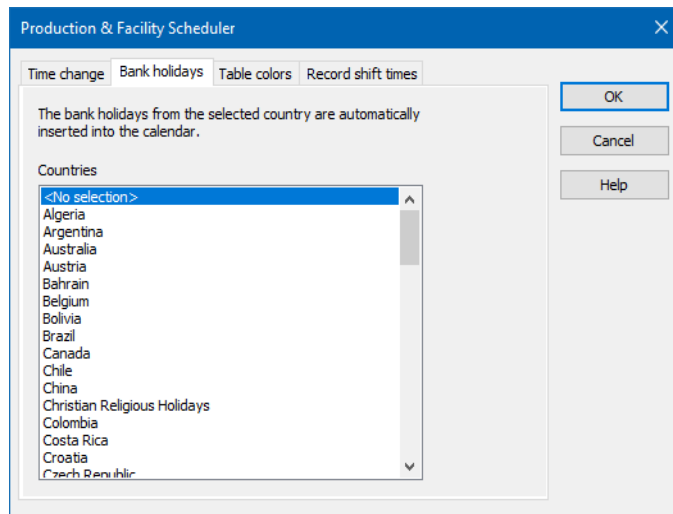 Production & Facility Scheduler
Time change Bank holidays Table colors Record shift times
The bank holidays from the selected country are automatically
inserted into the calendar.
Countries
<No selection>
Algeria
Argentina
Australia
Austria
Bahrain
Belgium
Bolivia
Brazil
Canada
Chile
China
Christian Religious Holidays
Colombia
Costa Rica
Croatia
Czech Republic
OK
Cancel
Help